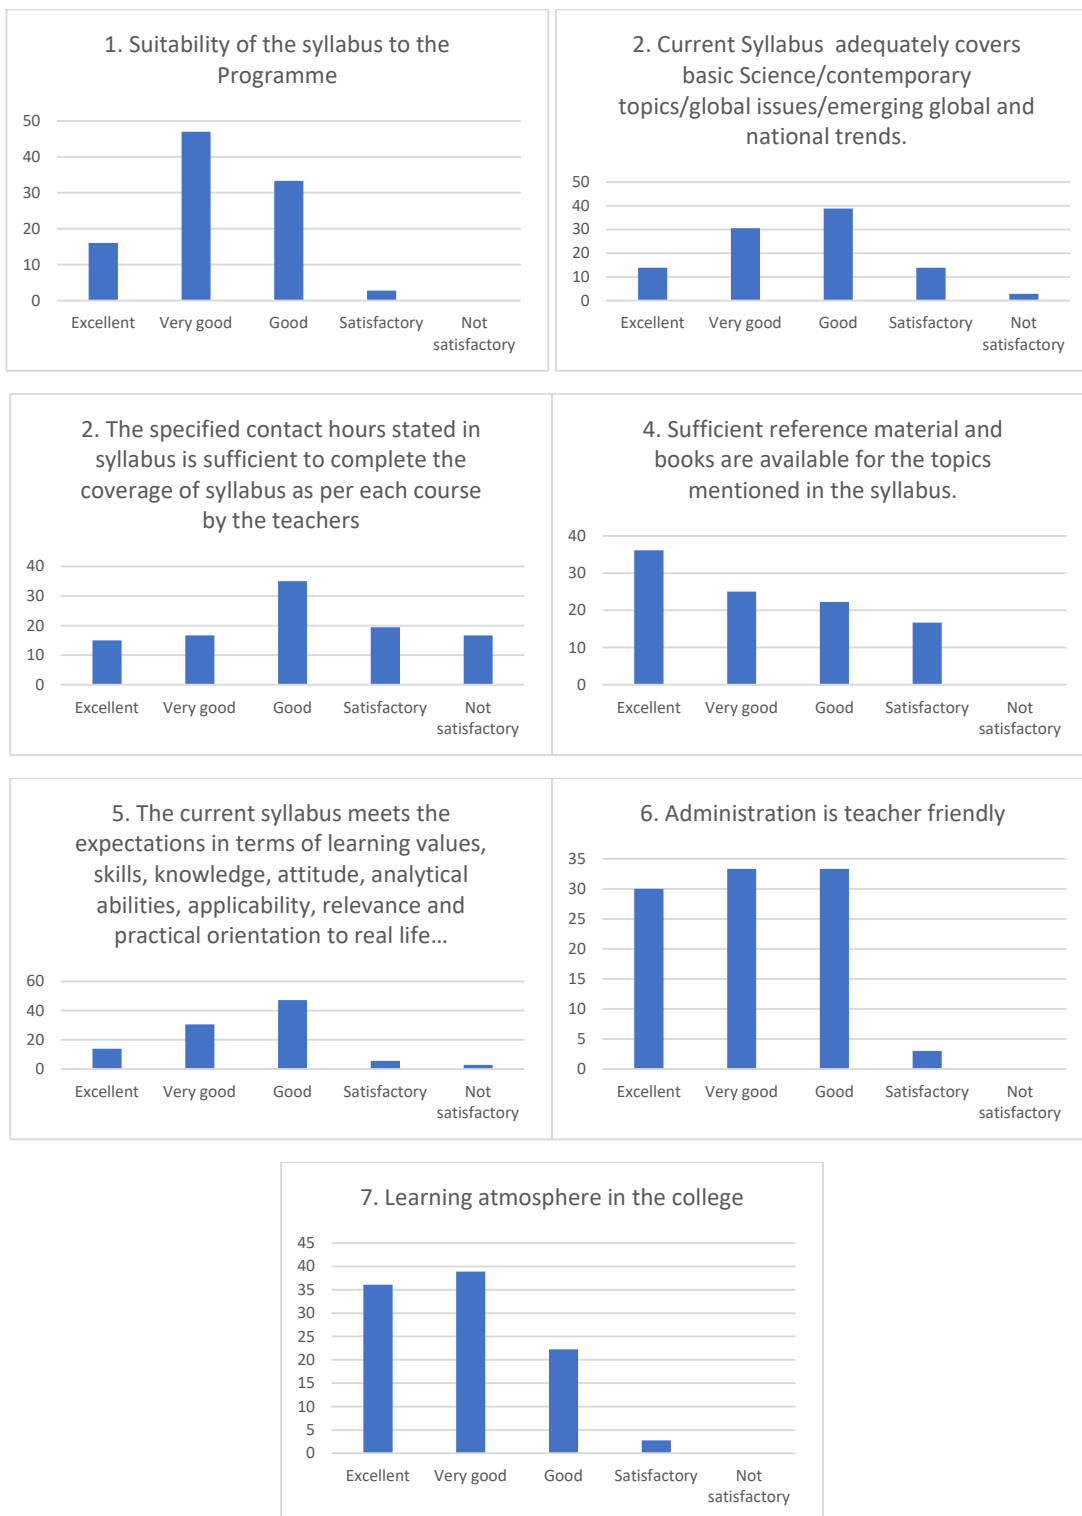 1. Suitability of the syllabus to the
Programme
50
40
30
20
10
0
Excellent Very good Good Satisfactory Not
satisfactory
2. Current Syllabus adequately covers
basic Science/contemporary
topics/global issues/emerging global and
national trends.
50
40
30
20
10
0
Excellent Very good Good Satisfactory Not
satisfactory
2. The specified contact hours stated in
syllabus is sufficient to complete the
coverage of syllabus as per each course
by the teachers
40
30
20
10
0
Excellent Very good Good Satisfactory Not
satisfactory
4. Sufficient reference material and
books are available for the topics
mentioned in the syllabus.
40
30
20
10
0
Excellent Very good Good Satisfactory Not
satisfactory
5. The current syllabus meets the
expectations in terms of learning values,
skills, knowledge, attitude, analytical
abilities, applicability, relevance and
practical orientation to real life...
60
40
20
0
Excellent Very good Good Satisfactory Not
satisfactory
6. Administration is teacher friendly
35
30
25
20
15
10
5
0
Excellent Very good Good Satisfactory Not
satisfactory
7. Learning atmosphere in the college
45
40
35
30
25
20
15
10
5
0
Excellent Very good Good Satisfactory Not
satisfactory